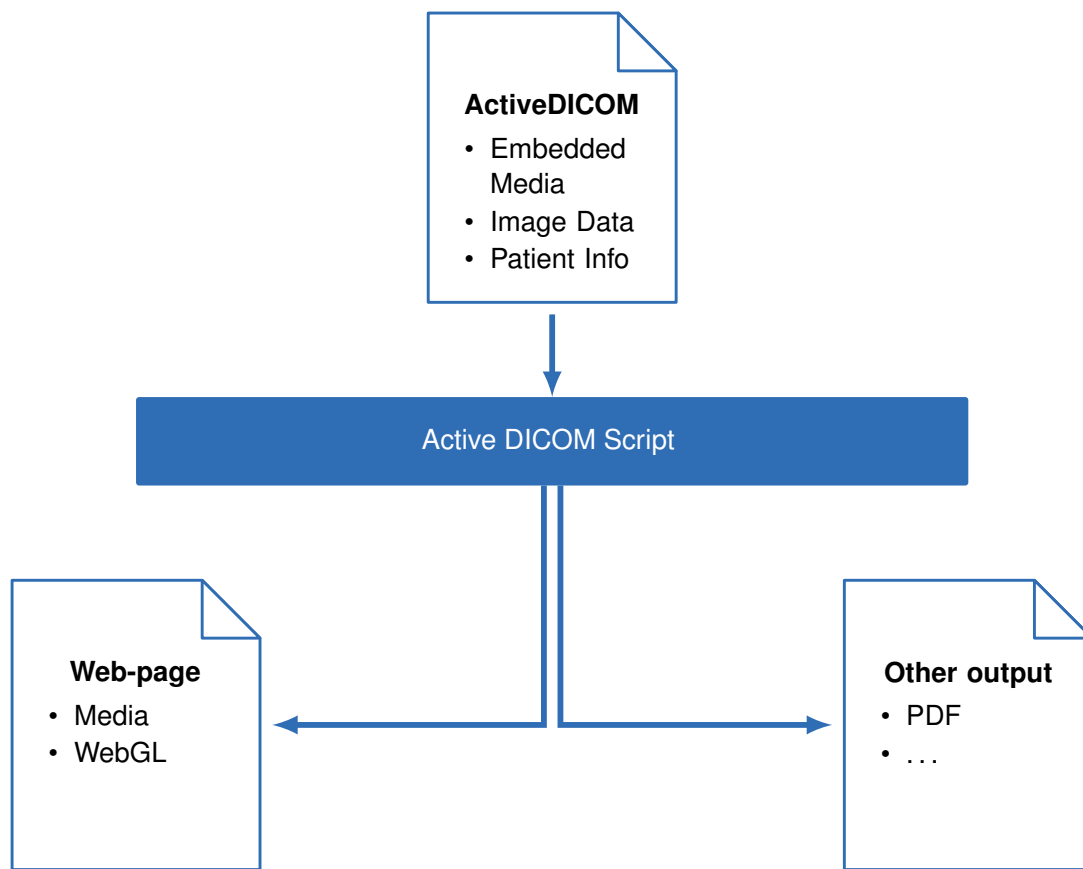 ActiveDICOM
• Embedded
Media
• Image Data
• Patient Info
Active DICOM Script
Web-page
• Media
• WebGL
Other output
• PDF
• . . .